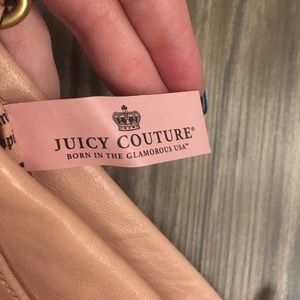 JUICY COUTURE®
BORN IN THE GLAMOROUS USA™